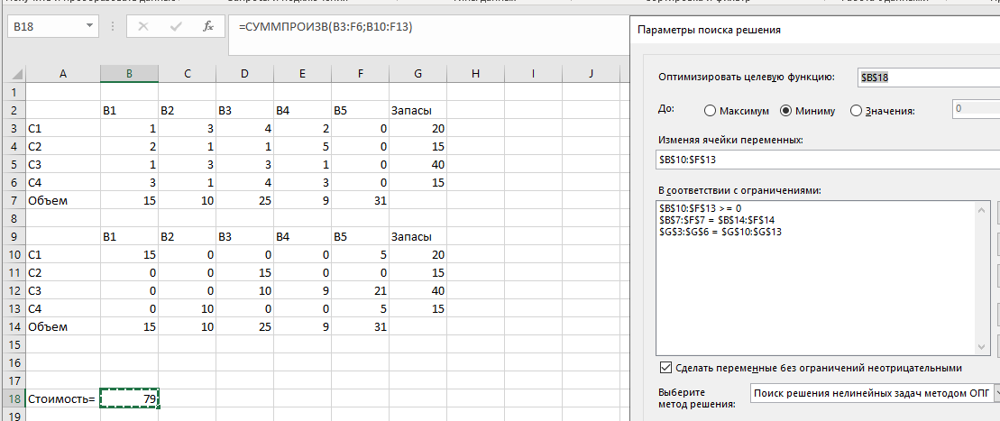 B18
fx
=СУММПРОИЗВ(B3:F6;B10:F13)
A B C D E F G H I J K
1
2 B1 B2 B3 B4 B5 Запасы
3 C1 1 3 4 2 0 20
4 C2 2 1 1 5 0 15
5 C3 1 3 3 1 0 40
6 C4 3 1 4 3 0 15
7 Объем 15 10 25 9 31
8
9 B1 B2 B3 B4 B5 Запасы
10 C1 15 0 0 0 5 20
11 C2 0 0 15 0 0 15
12 C3 0 0 10 9 21 40
13 C4 0 10 0 0 5 15
14 Объем 15 10 25 9 31
15
16
17
18 Стоимость= 79
19
Параметры поиска решения
Оптимизировать целевую функцию: $B$18
До: Максимум Миниму Значения: 0
Изменяя ячейки переменных:
$B$10:$F$13
В соответствии с ограничениями:
$B$10:$F$13 >= 0
$B$7:$F$7 = $B$14:$F$14
$G$3:$G$6 = $G$10:$G$13
Сделать переменные без ограничений неотрицательными
Выберите
метод решения:
Поиск решения нелинейных задач методом ОПГ